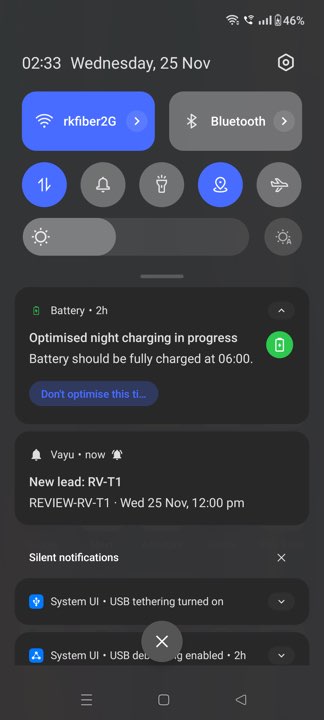 46%
02:33 Wednesday, 25 Nov
rkfiber2G
Bluetooth
Battery • 2h
Optimised night charging in progress
Battery should be fully charged at 06:00.
Don't optimise this ti...
Vayu • now
New lead: RV-T1
REVIEW-RV-T1 · Wed 25 Nov, 12:00 pm
Silent notifications
System UI • USB tethering turned on
System UI • USB enabled • 2h